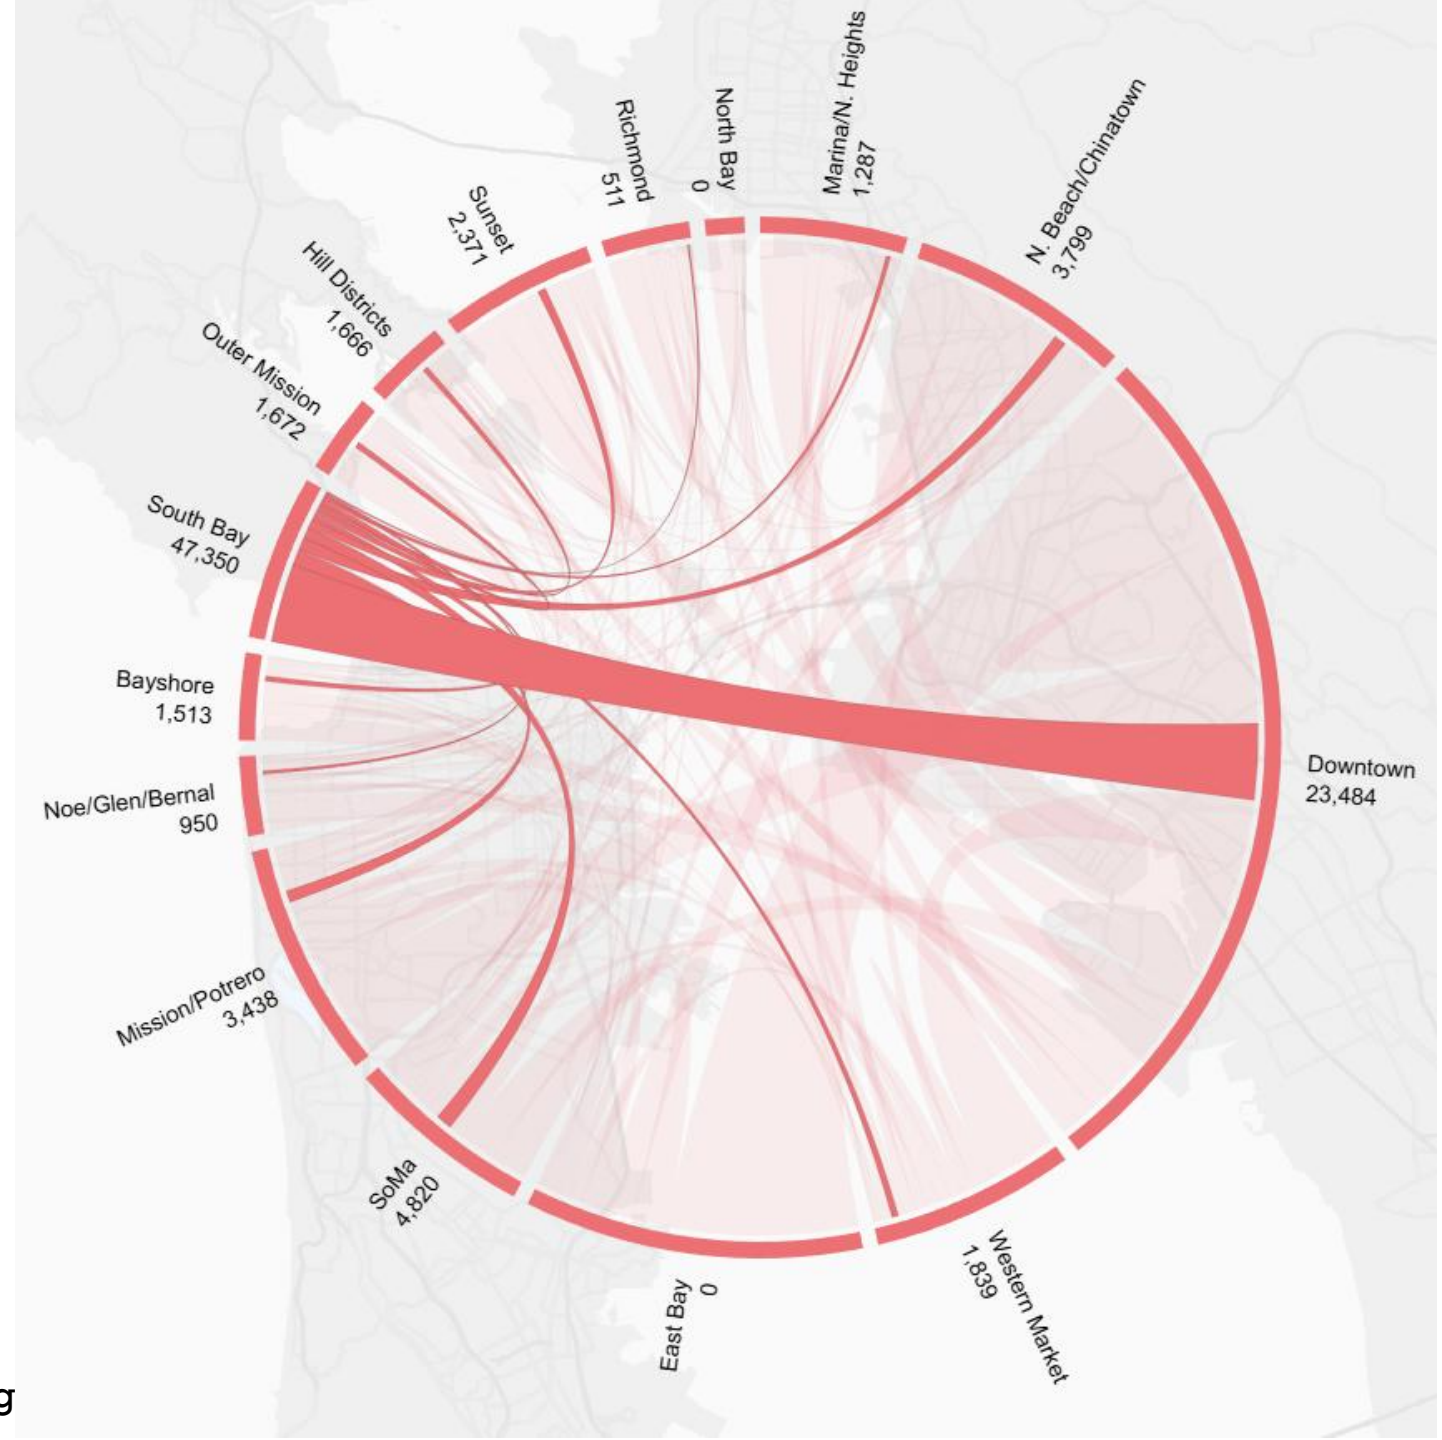 North Bay
0
Marina/N. Heights
1,287
N. Beach/Chinatown
3,799
Downtown
23,484
Western Market
1,839
East Bay
0
SoMa
4,820
Mission/Potrero
3,438
Noe/Glen/Bernal
950
Bayshore
1,513
South Bay
47,350
Outer Mission
1,672
Hill Districts
1,666
Sunset
2,371
Richmond
511
g